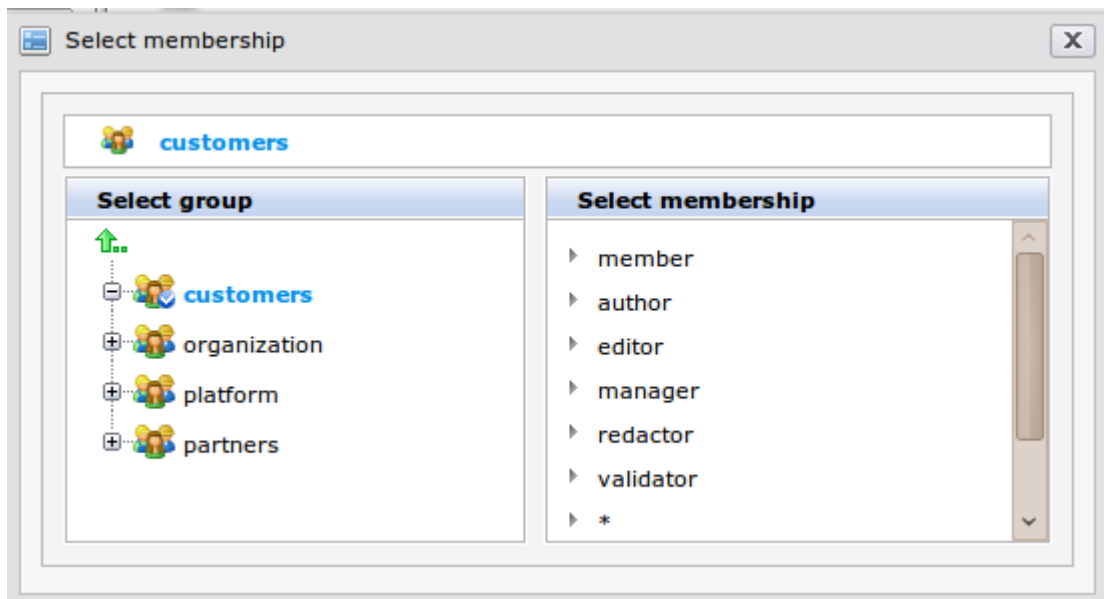 Select membership
X
customers
Select group
Select membership
customers
organization
platform
partners
member
author
editor
manager
redactor
validator
*